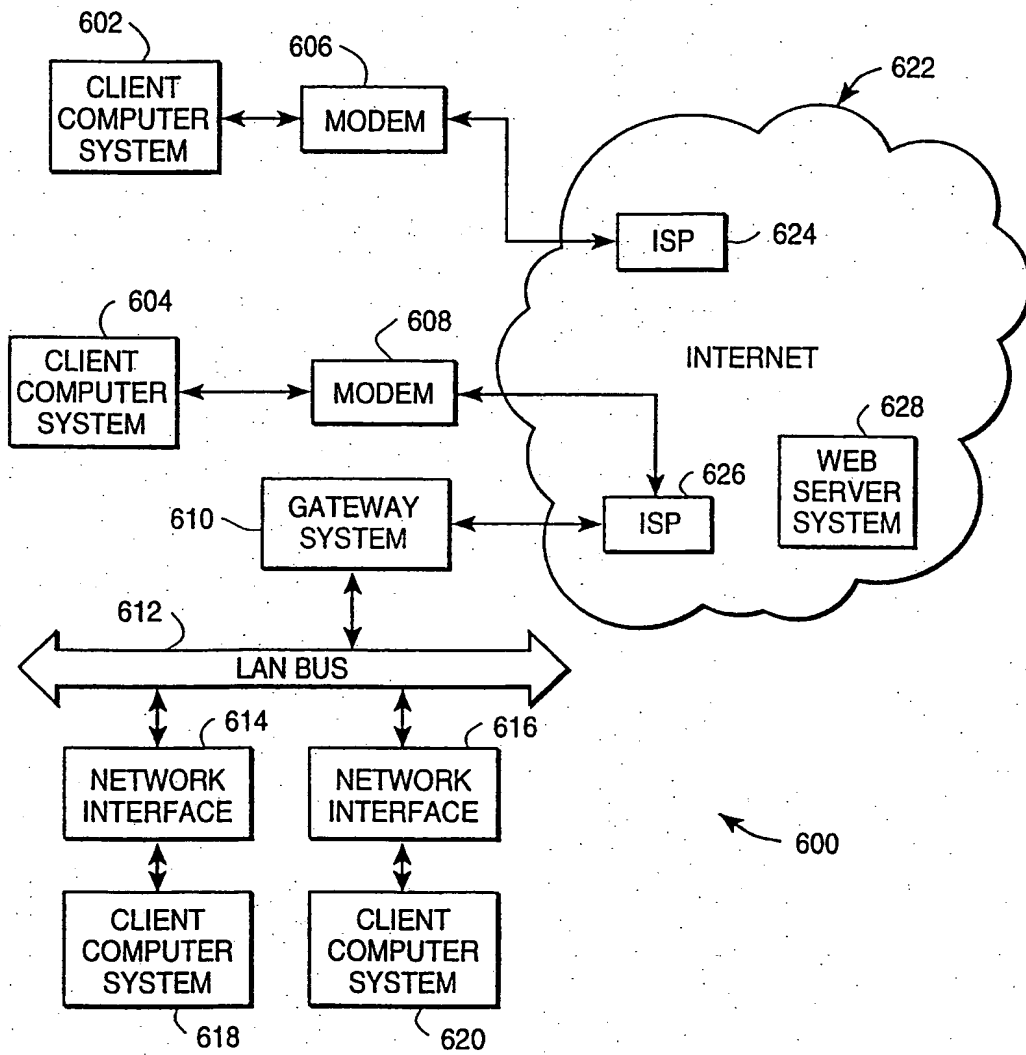 602
CLIENT
COMPUTER
SYSTEM
606
MODEM
622
ISP
624
604
CLIENT
COMPUTER
SYSTEM
608
MODEM
INTERNET
628
WEB
SERVER
SYSTEM
610
GATEWAY
SYSTEM
626
ISP
612
LAN BUS
614
NETWORK
INTERFACE
616
NETWORK
INTERFACE
600
CLIENT
COMPUTER
SYSTEM
618
CLIENT
COMPUTER
SYSTEM
620